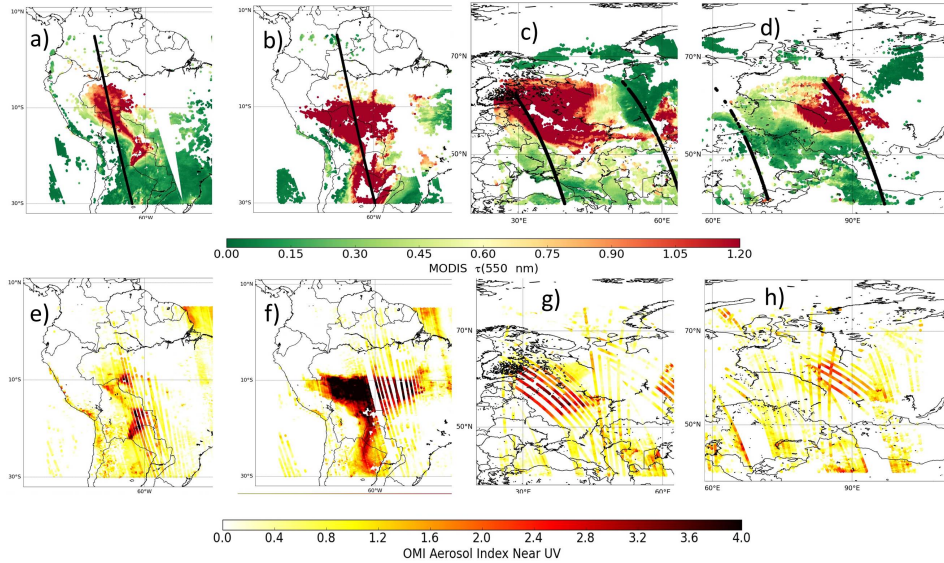 a) b) c) d)
10°N 10°N 70°N 70°N
10°S 10°S
50°N 50°N
30°S 30°S
60°W 60°W 30°E 60°E 60°E 90°E
0.00 0.15 0.30 0.45 0.60 0.75 0.90 1.05 1.20
MODIS τ(550 nm)
e) f) g) h)
10°N 10°N 70°N 70°N
10°S 10°S
50°N 50°N
30°S 30°S
60°W 60°W 30°E 60°E 60°E 90°E
0.0 0.4 0.8 1.2 1.6 2.0 2.4 2.8 3.2 3.6 4.0
OMI Aerosol Index Near UV